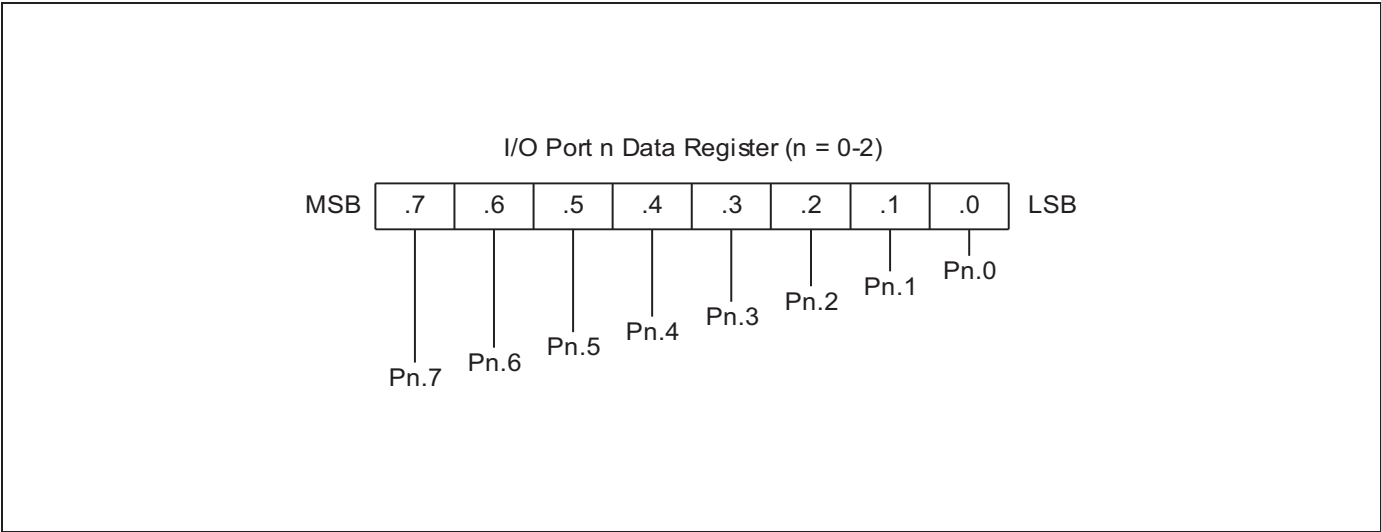 I/O Port n Data Register (n = 0-2)
MSB .7 .6 .5 .4 .3 .2 .1 .0 LSB
Pn.0
Pn.1
Pn.2
Pn.3
Pn.4
Pn.5
Pn.6
Pn.7